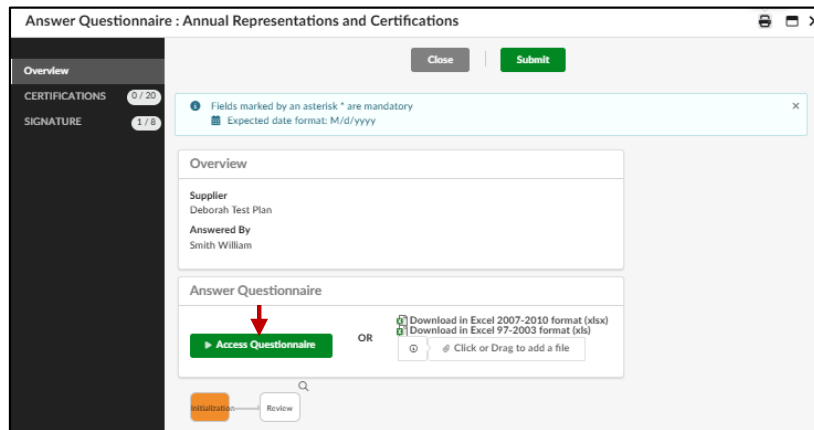 Answer Questionnaire : Annual Representations and Certifications
Close
Submit
Overview
CERTIFICATIONS 0 / 20
SIGNATURE 1 / 8
Fields marked by an asterisk * are mandatory
Expected date format: M/d/yyyy
Overview
Supplier
Deborah Test Plan
Answered By
Smith William
Answer Questionnaire
Access Questionnaire
OR
Download in Excel 2007-2010 format (xlsx)
Download in Excel 97-2003 format (xls)
Click or Drag to add a file
Initialization
Review